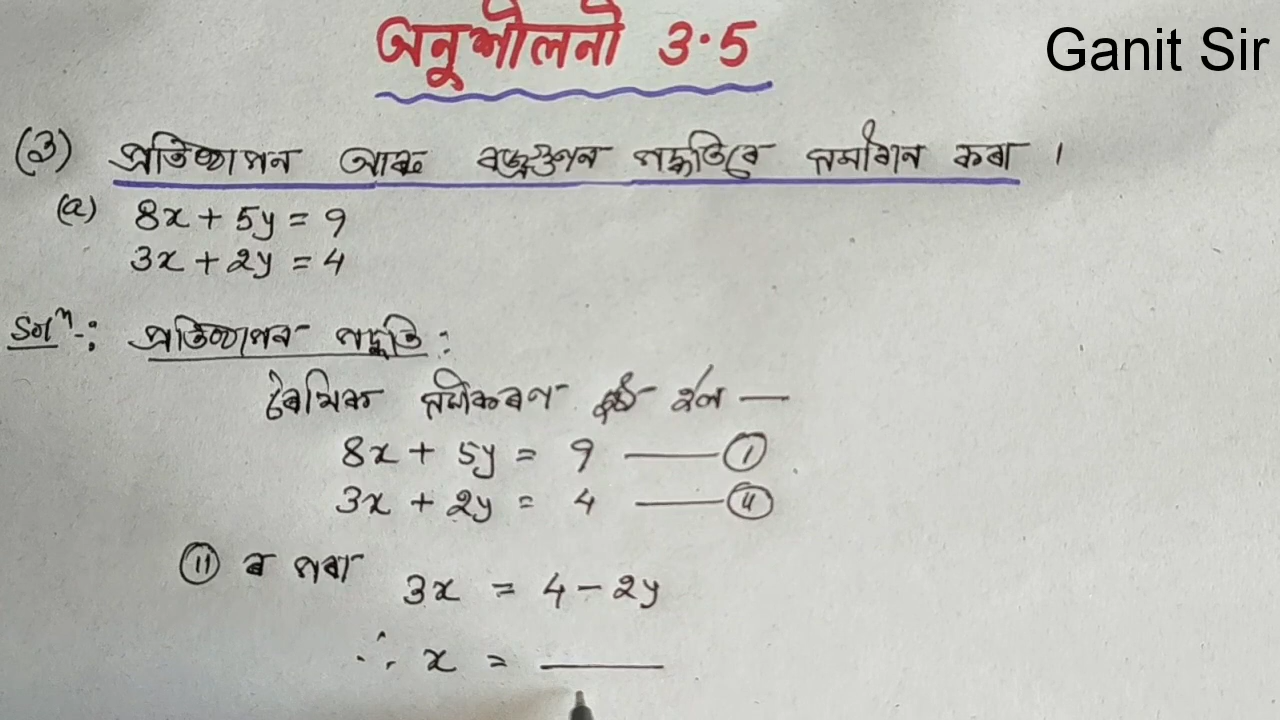 অনুশীলনী 3.5
Ganit Sir
(3) প্ৰতিস্থাপন আৰু বজ্ৰগুণন পদ্ধতিৰে সমাধান কৰা ।
(a) 8x + 5y = 9
3x + 2y = 4
Solⁿ-: প্ৰতিস্থাপন পদ্ধতি :
ৰৈখিক সমীকৰণ হ'ল —
8x + 5y = 9 —— (i)
3x + 2y = 4 —— (ii)
(ii) ৰ পৰা
3x = 4 - 2y
∴ x =